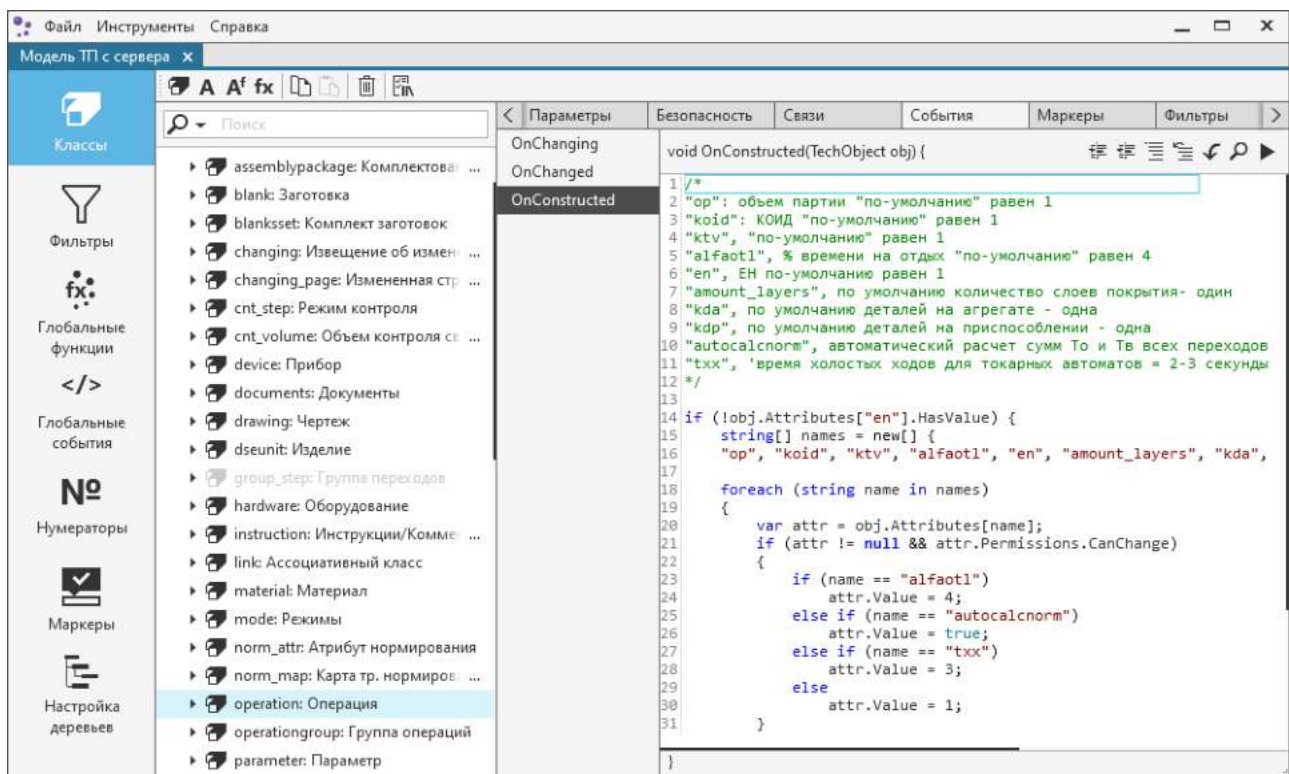 Файл Инструменты Справка
Модель ТП с сервера x
A Af fx
Поиск
Классы
Фильтры
fx
Глобальные
функции
</>
Глобальные
события
№
Нумераторы
Маркеры
Настройка
деревьев
assemblypackage: Комплектова ...
blank: Заготовка
blanksset: Комплект заготовок
changing: Извещение об измен ...
changing_page: Измененная стр ...
cnt_step: Режим контроля
cnt_volume: Объем контроля с ...
device: Прибор
documents: Документы
drawing: Чертеж
dseunit: Изделие
group_step: Группа переходов
hardware: Оборудование
instruction: Инструкции/Комме ...
link: Ассоциативный класс
material: Материал
mode: Режимы
norm_attr: Атрибут нормирования
norm_map: Карта тр. нормиров ...
operation: Операция
operationgroup: Группа операций
parameter: Параметр
< Параметры Безопасность Связи События Маркеры Фильтры >
OnChanging
OnChanged
OnConstructed
void OnConstructed(TechObject obj) {
1 /*
2 "op": объем партии "по-умолчанию" равен 1
3 "koid": КОИД "по-умолчанию" равен 1
4 "ktv", "по-умолчанию" равен 1
5 "alfaotl", % времени на отдых "по-умолчанию" равен 4
6 "en", ЕН по-умолчанию равен 1
7 "amount_layers", по умолчанию количество слоев покрытия- один
8 "kda", по умолчанию деталей на агрегате - одна
9 "kdp", по умолчанию деталей на приспособлении - одна
10 "autocalcnorm", автоматический расчет сумм То и Тв всех переходов
11 "txx", 'время холостых ходов для токарных автоматов = 2-3 секунды
12 */
13
14 if (!obj.Attributes["en"].HasValue) {
15 string[] names = new[] {
16 "op", "koid", "ktv", "alfaotl", "en", "amount_layers", "kda",
17
18 foreach (string name in names)
19 {
20 var attr = obj.Attributes[name];
21 if (attr != null && attr.Permissions.CanChange)
22 {
23 if (name == "alfaotl")
24 attr.Value = 4;
25 else if (name == "autocalcnorm")
26 attr.Value = true;
27 else if (name == "txx")
28 attr.Value = 3;
29 else
30 attr.Value = 1;
31 }
}